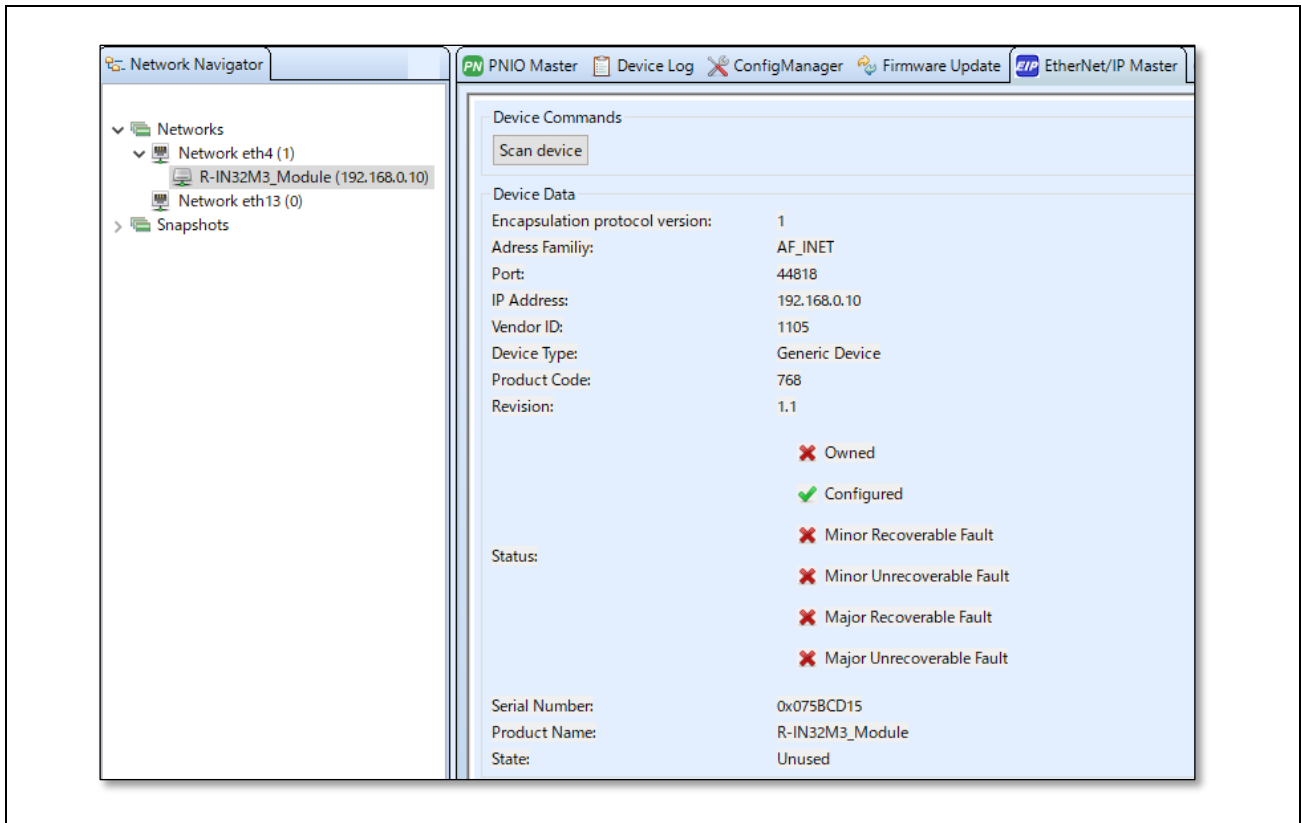 Network Navigator
Networks
Network eth4 (1)
R-IN32M3_Module (192.168.0.10)
Network eth13 (0)
Snapshots
PN PNIO Master Device Log ConfigManager Firmware Update EIP EtherNet/IP Master
Device Commands
Scan device
Device Data
Encapsulation protocol version: 1
Adress Familiy: AF_INET
Port: 44818
IP Address: 192.168.0.10
Vendor ID: 1105
Device Type: Generic Device
Product Code: 768
Revision: 1.1
Status:
Owned
Configured
Minor Recoverable Fault
Minor Unrecoverable Fault
Major Recoverable Fault
Major Unrecoverable Fault
Serial Number: 0x075BCD15
Product Name: R-IN32M3_Module
State: Unused